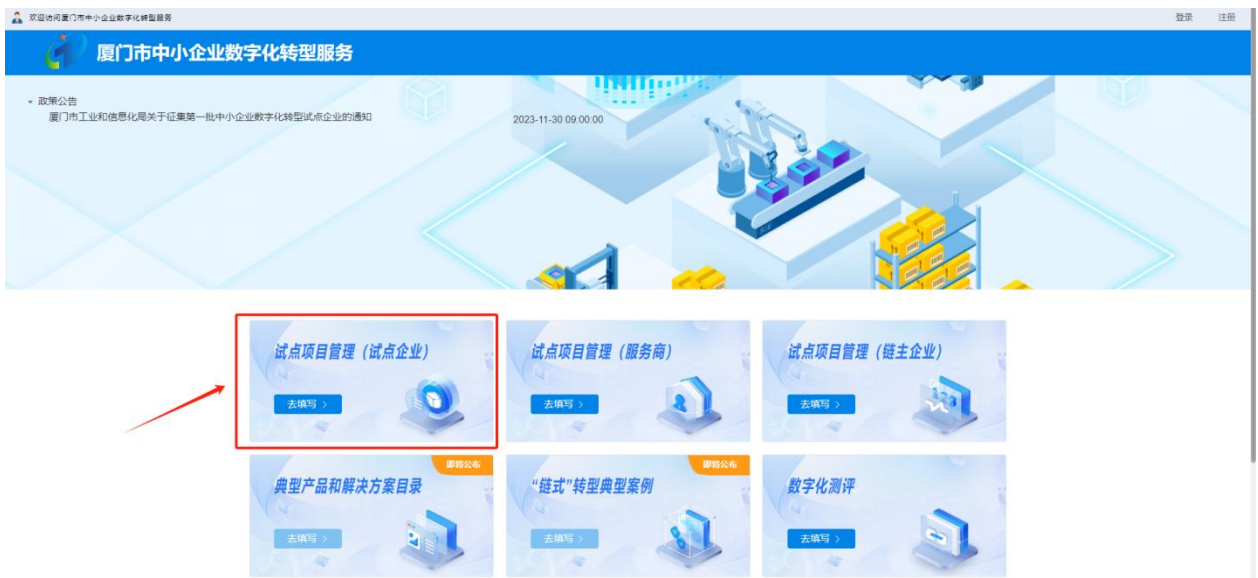 欢迎访问厦门市中小企业数字化转型服务
登录 注册
厦门市中小企业数字化转型服务
政策公告
厦门市工业和信息化局关于征集第一批中小企业数字化转型试点企业的通知 2023-11-30 09:00:00
试点项目管理（试点企业）
去填写 >
试点项目管理（服务商）
去填写 >
试点项目管理（链主企业）
去填写 >
即将公布
典型产品和解决方案目录
去填写 >
即将公布
“链式”转型典型案例
去填写 >
数字化测评
去填写 >